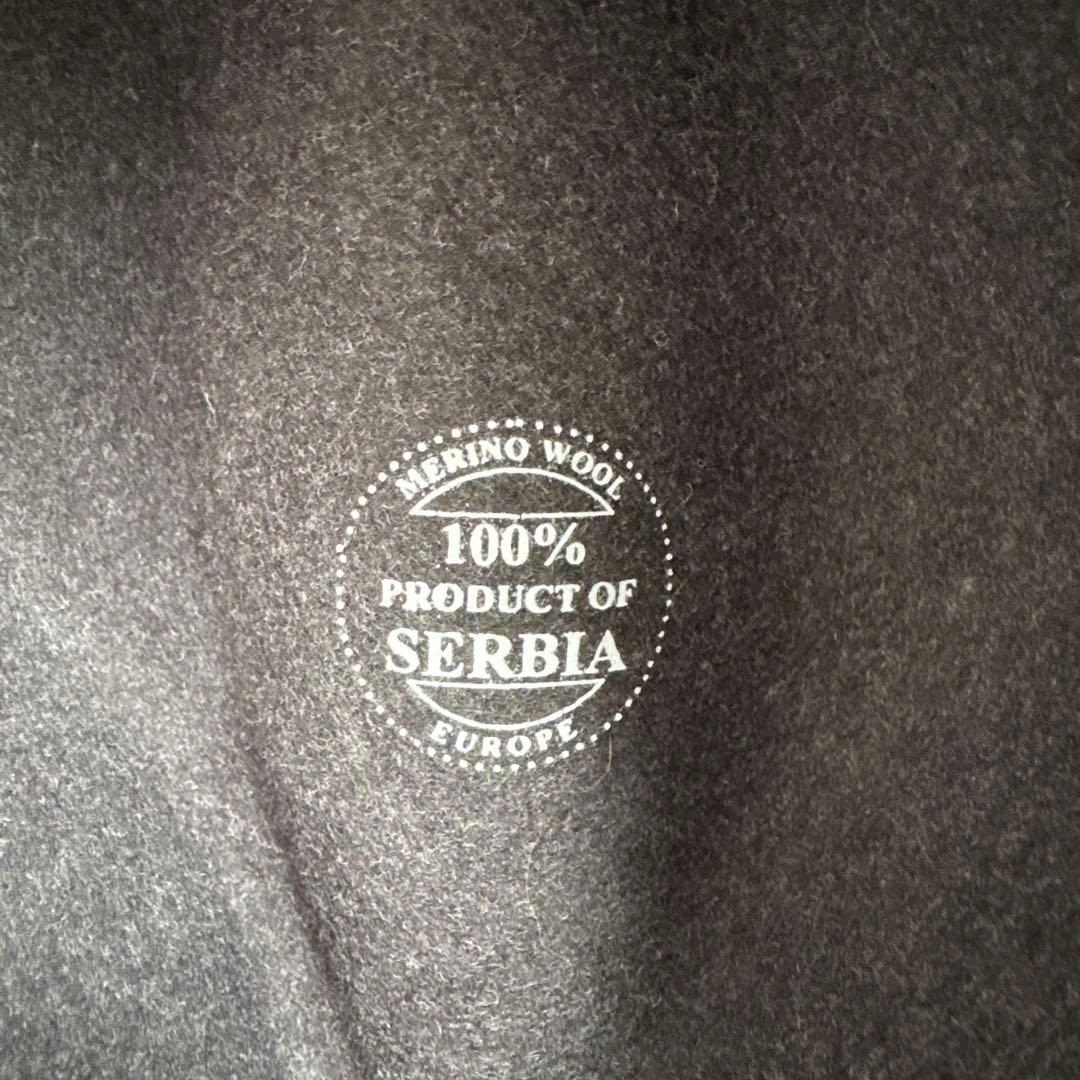 MERINO WOOL
100%
PRODUCT OF
SERBIA
EUROPE